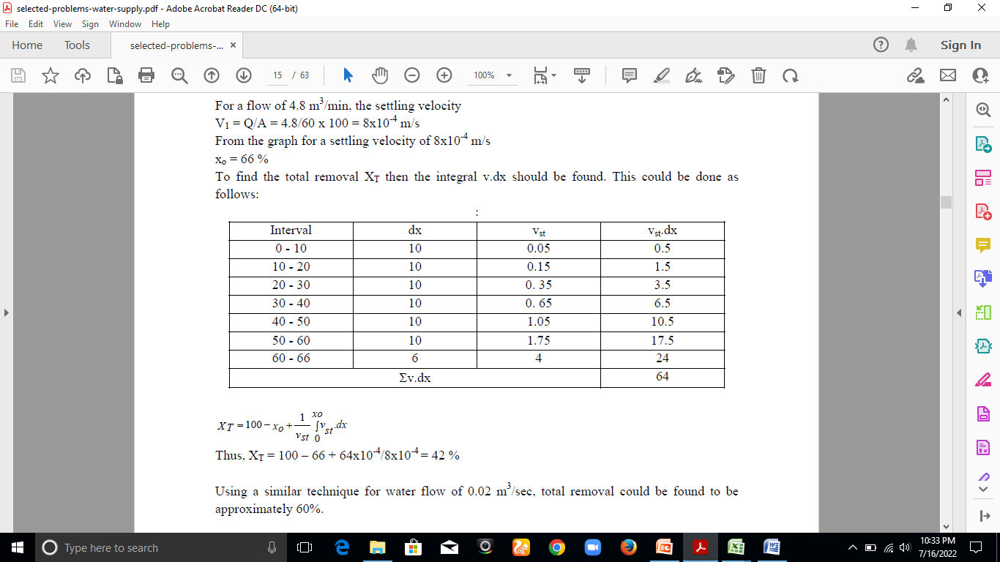 selected-problems-water-supply.pdf - Adobe Acrobat Reader DC (64-bit)
File Edit View Sign Window Help
Home Tools selected-problems-... × Sign In
15 / 63 100%
For a flow of 4.8 m³/min, the settling velocity
V₁ = Q/A = 4.8/60 x 100 = 8x10⁻⁴ m/s
From the graph for a settling velocity of 8x10⁻⁴ m/s
xₒ = 66 %
To find the total removal X_T then the integral v.dx should be found. This could be done as
follows:
:
Interval dx v_st v_st.dx
0 - 10 10 0.05 0.5
10 - 20 10 0.15 1.5
20 - 30 10 0. 35 3.5
30 - 40 10 0. 65 6.5
40 - 50 10 1.05 10.5
50 - 60 10 1.75 17.5
60 - 66 6 4 24
Σv.dx 64
X_T = 100 − x_o + 1/v_st ∫₀^xo v_st.dx
Thus, X_T = 100 – 66 + 64x10⁻⁴/8x10⁻⁴ = 42 %
Using a similar technique for water flow of 0.02 m³/sec, total removal could be found to be
approximately 60%.
Type here to search
10:33 PM
7/16/2022